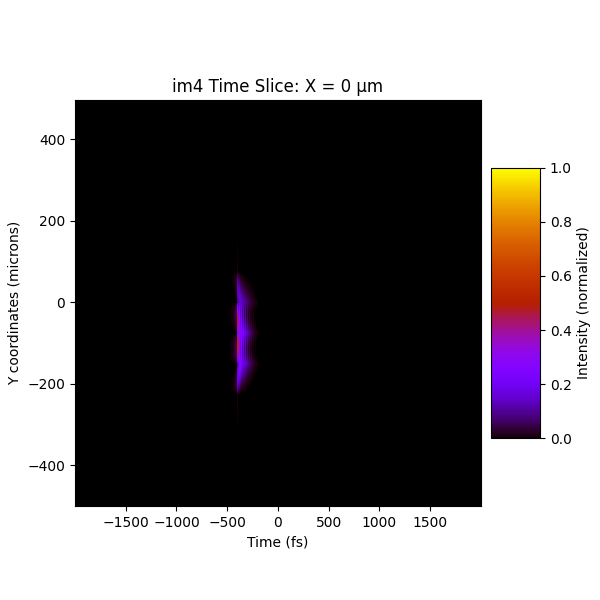 im4 Time Slice: X = 0 μm
400
200
0
−200
−400
Y coordinates (microns)
−1500 −1000 −500 0 500 1000 1500
Time (fs)
1.0
0.8
0.6
0.4
0.2
0.0
Intensity (normalized)